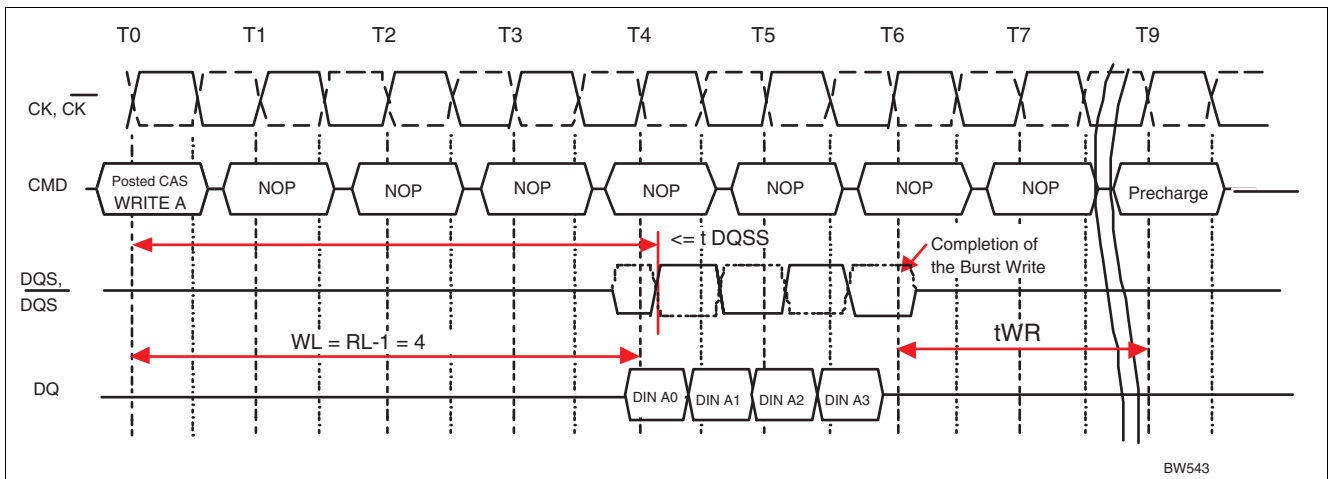 T0 T1 T2 T3 T4 T5 T6 T7 T9
CK, CK
CMD
Posted CAS
WRITE A
NOP NOP NOP NOP NOP NOP NOP Precharge
<= t DQSS
Completion of
the Burst Write
DQS,
DQS
WL = RL-1 = 4
tWR
DQ
DIN A0 DIN A1 DIN A2 DIN A3
BW543